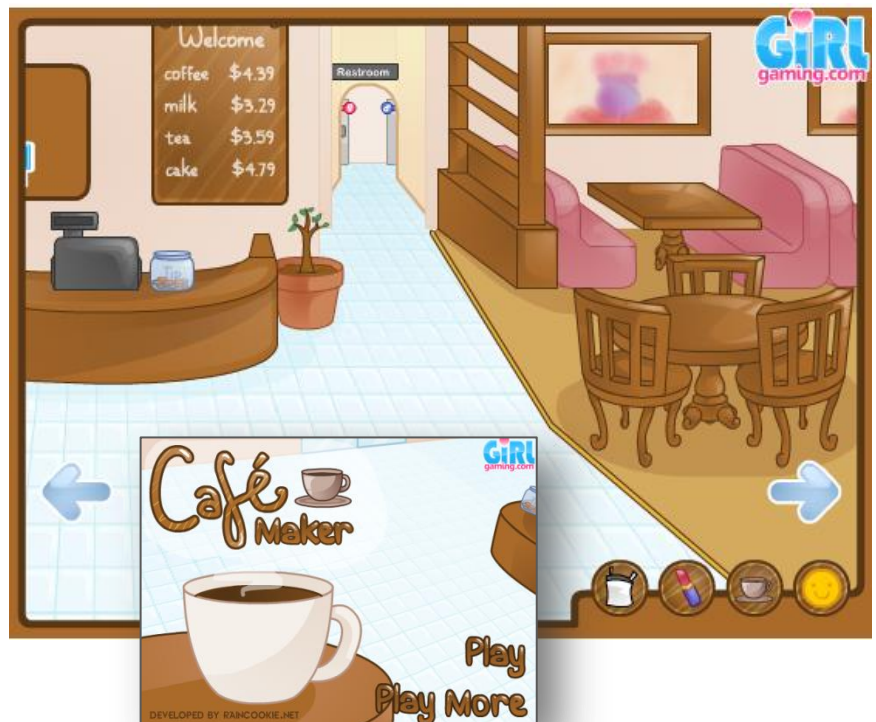 GiRL
gaming.com
Welcome
coffee $4.39
milk $3.29
tea $3.59
cake $4.79
Restroom
Tip
GiRL
gaming.com
Café
Maker
Play
Play More
DEVELOPED BY RAINCOOKIE.NET